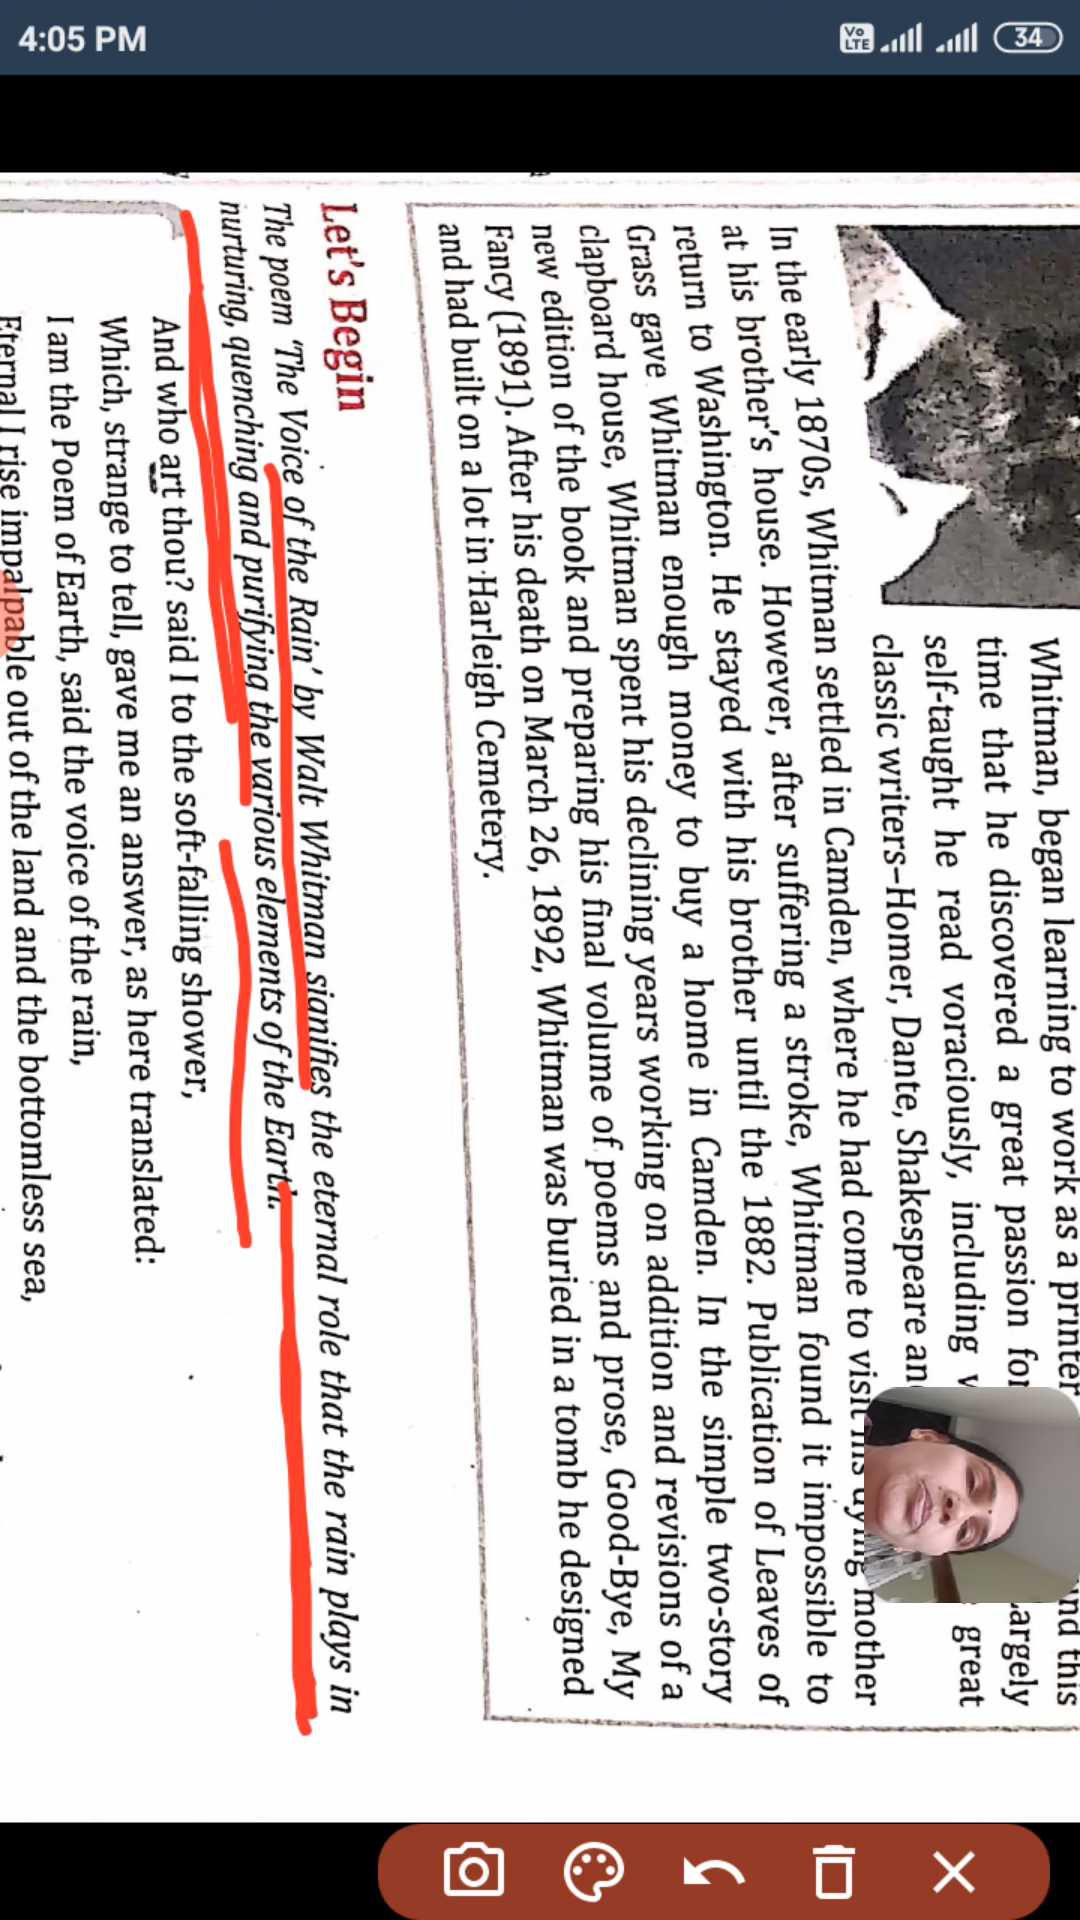 4:05 PM
Vo LTE
34
Whitman, began learning to work as a printer
time that he discovered a great passion for
self-taught he read voraciously, including
classic writers–Homer, Dante, Shakespeare
this
Largely
great
In the early 1870s, Whitman settled in Camden, where he had come to visit his dying mother
at his brother's house. However, after suffering a stroke, Whitman found it impossible to
return to Washington. He stayed with his brother until the 1882. Publication of Leaves of
Grass gave Whitman enough money to buy a home in Camden. In the simple two-story
clapboard house, Whitman spent his declining years working on addition and revisions of a
new edition of the book and preparing his final volume of poems and prose, Good-Bye, My
Fancy (1891). After his death on March 26, 1892, Whitman was buried in a tomb he designed
and had built on a lot in Harleigh Cemetery.
Let's Begin
The poem 'The Voice of the Rain' by Walt Whitman signifies the eternal role that the rain plays in
nurturing, quenching and purifying the various elements of the Earth.
And who art thou? said I to the soft-falling shower,
Which, strange to tell, gave me an answer, as here translated:
I am the Poem of Earth, said the voice of the rain,
Eternal I rise impalpable out of the land and the bottomless sea,